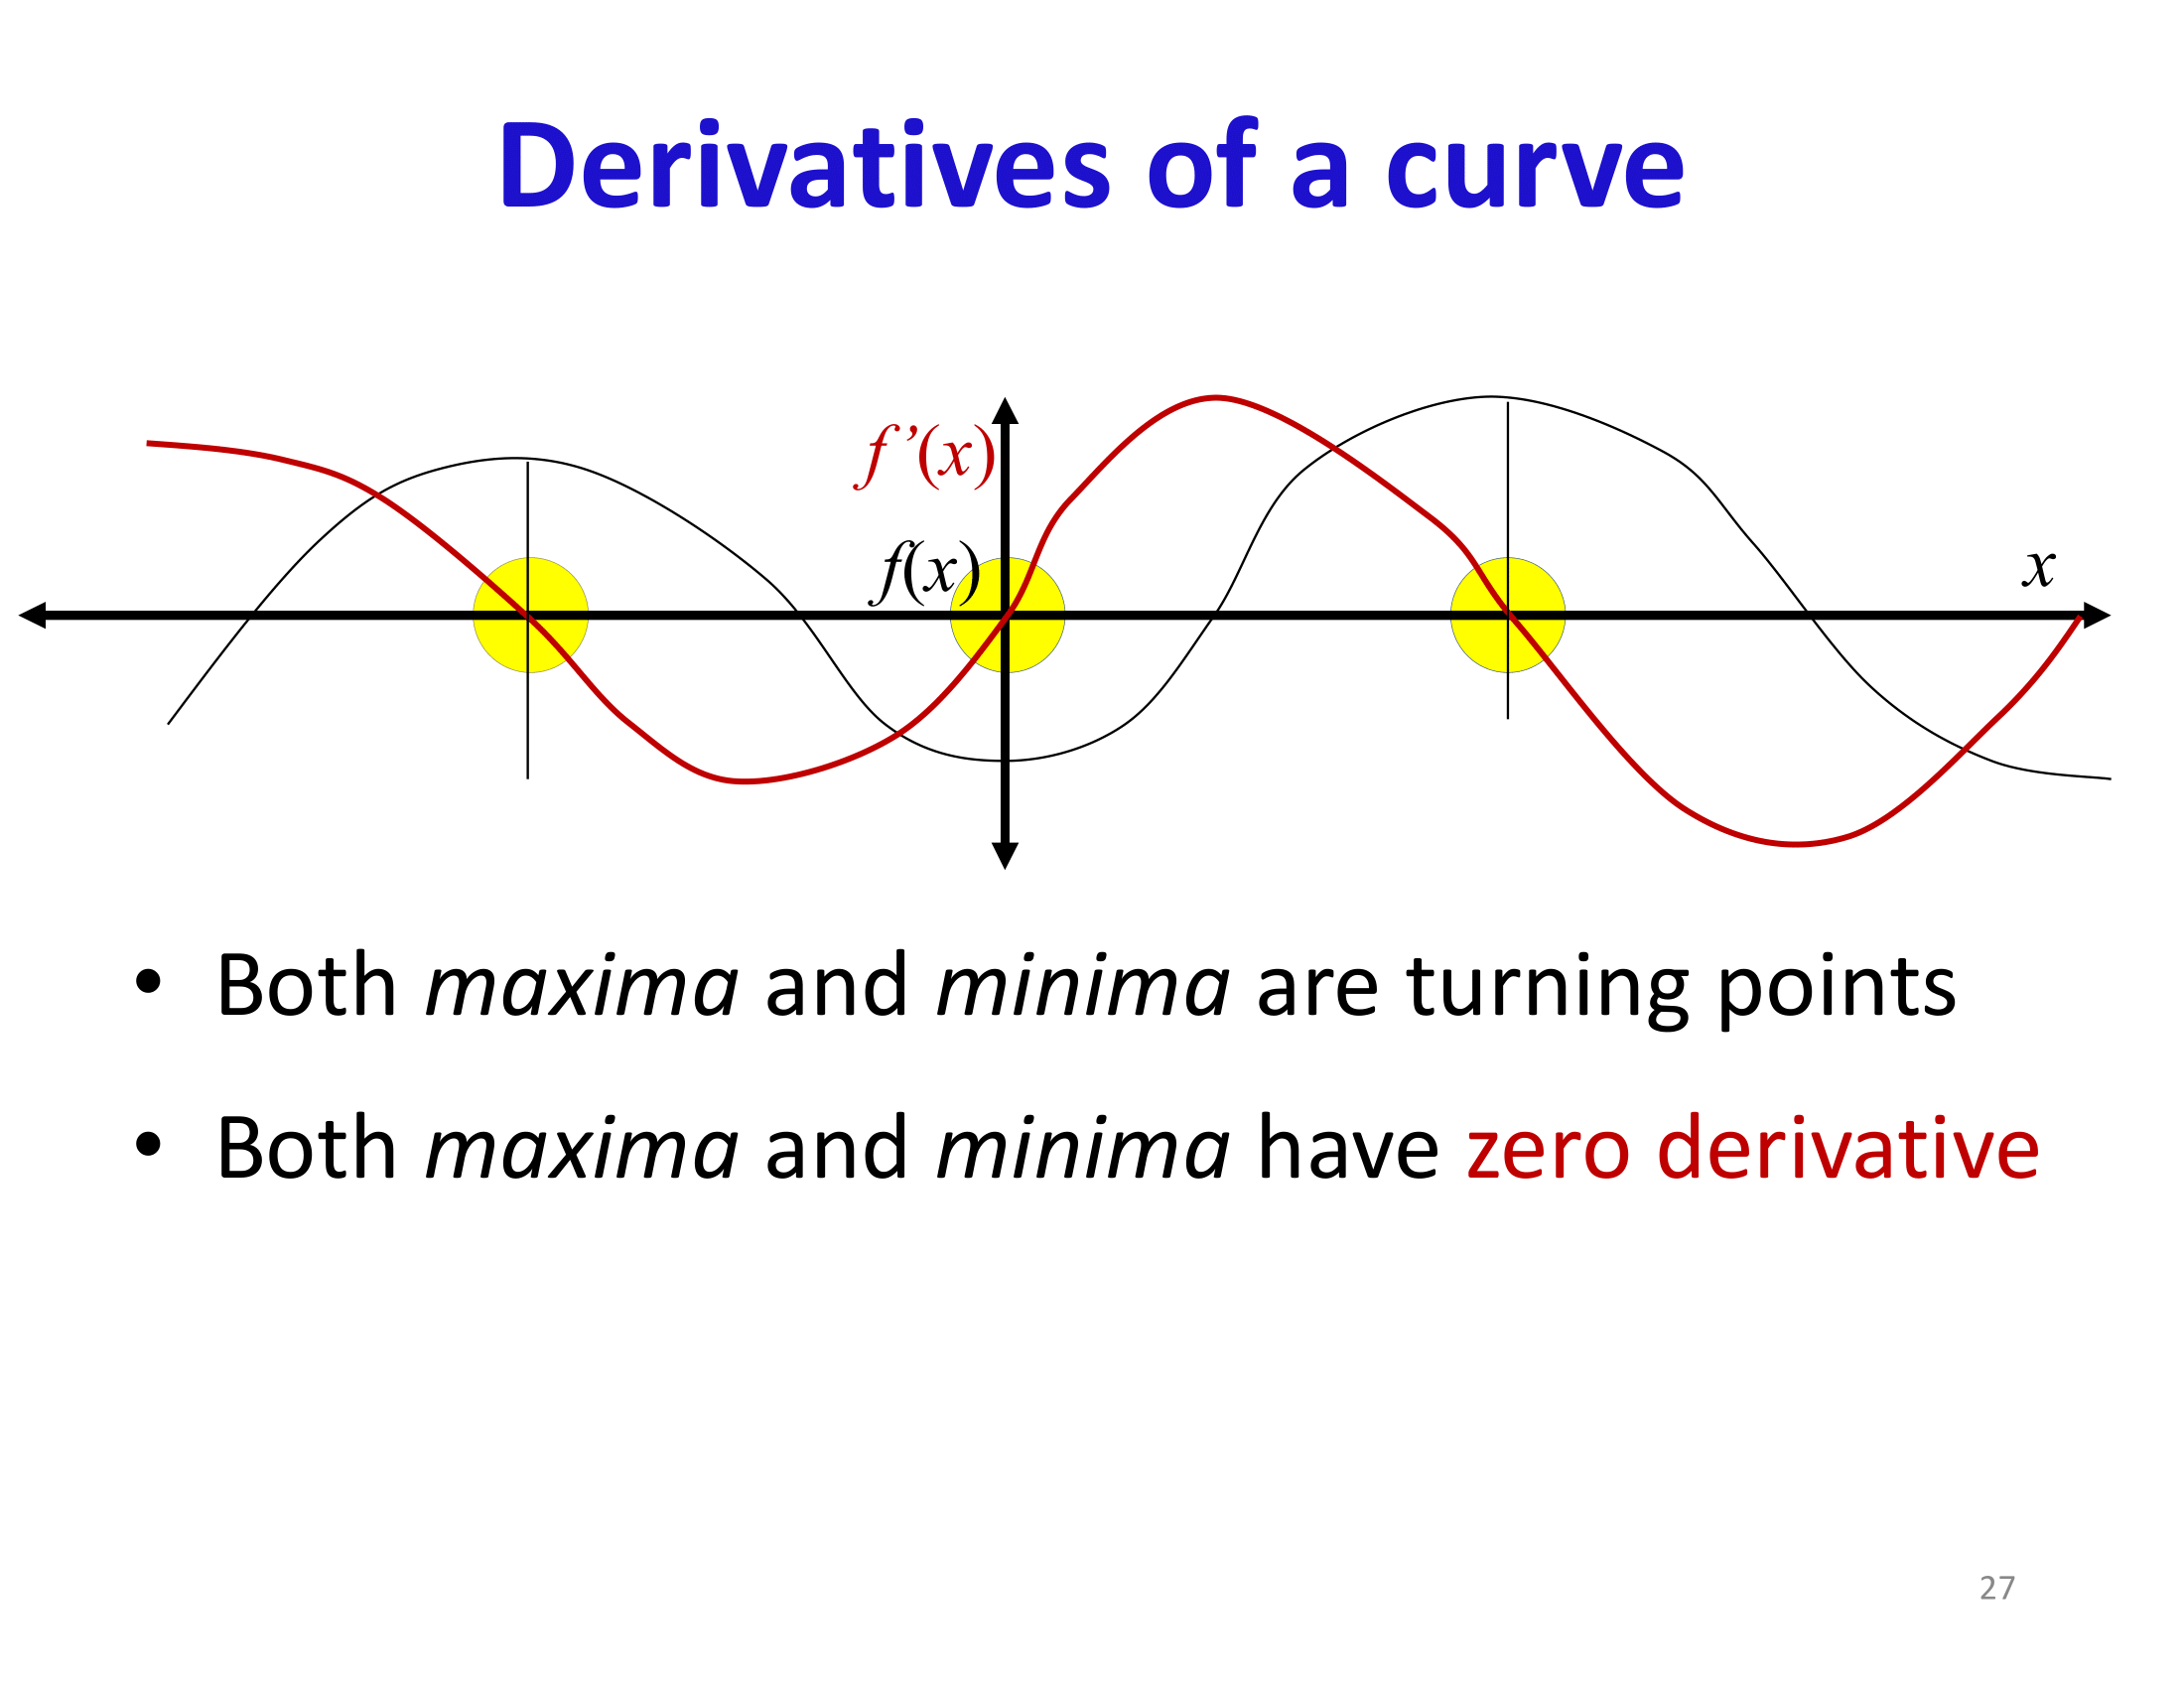 Derivatives of a curve
f’(x)
f(x)
x
• Both maxima and minima are turning points
• Both maxima and minima have zero derivative
27